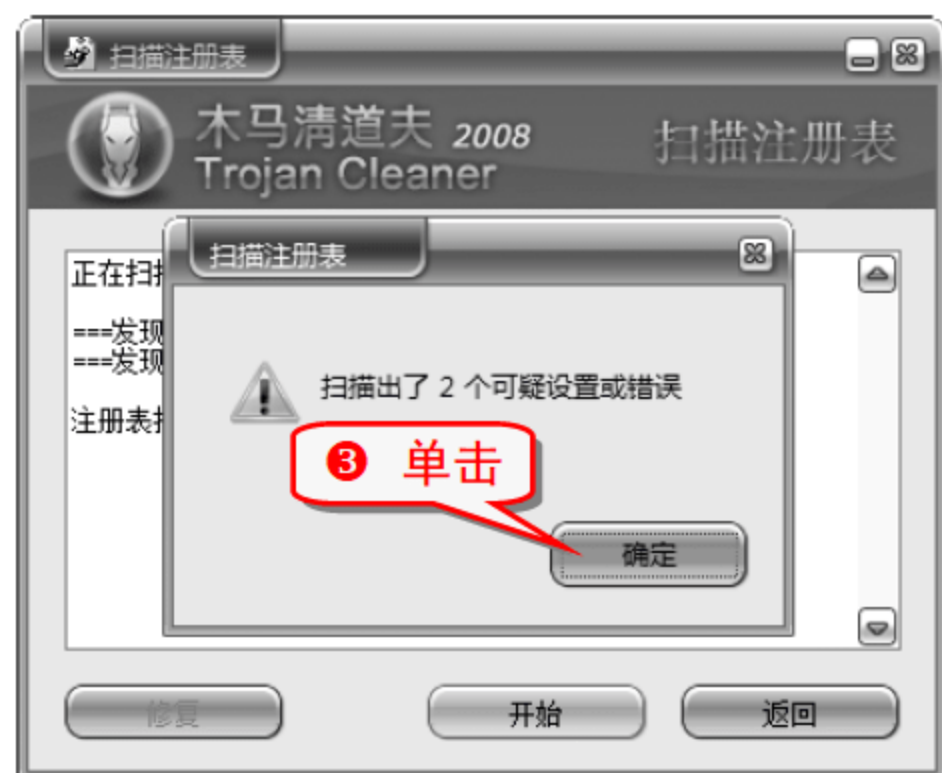 扫描注册表
木马清道夫 2008
Trojan Cleaner
扫描注册表
扫描注册表
正在扫
===发现
===发现
注册表
扫描出了 2 个可疑设置或错误
❸ 单击
确定
修复
开始
返回